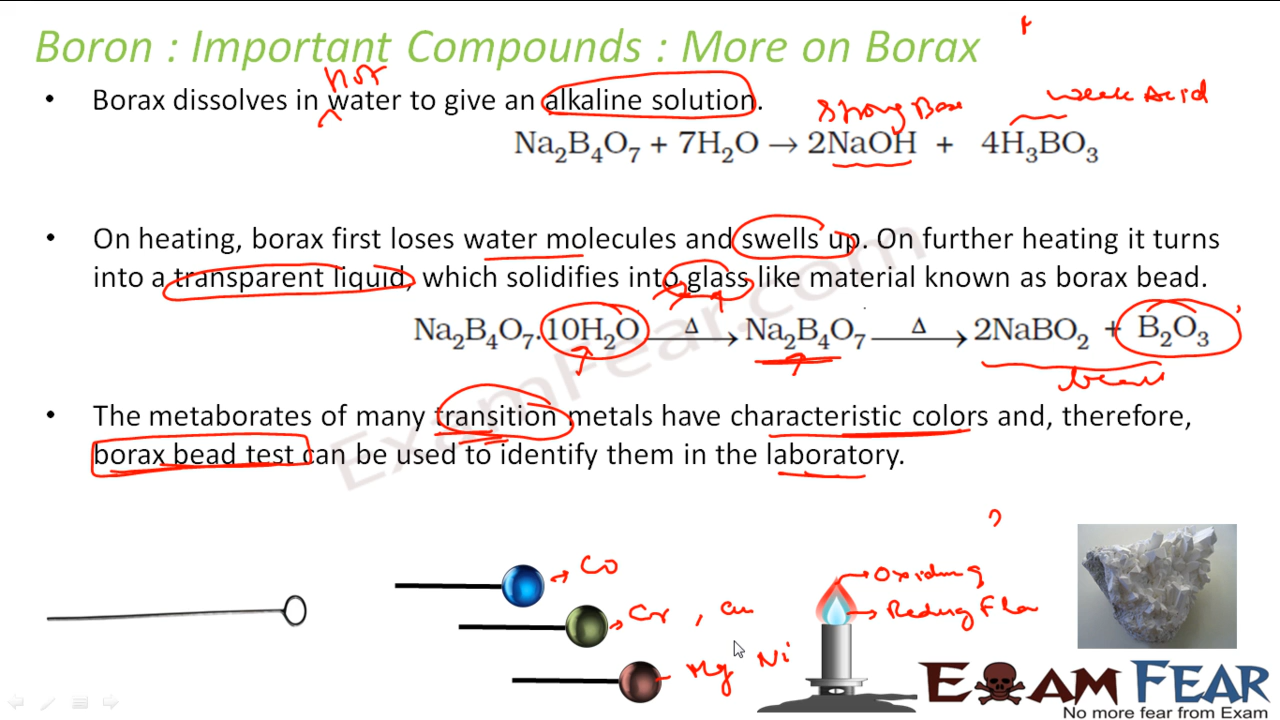 Boron : Important Compounds : More on Borax
hot
• Borax dissolves in water to give an alkaline solution.
Strong Base
weak Acid
Na₂B₄O₇ + 7H₂O → 2NaOH + 4H₃BO₃
• On heating, borax first loses water molecules and swells up. On further heating it turns
into a transparent liquid, which solidifies into glass like material known as borax bead.
Na₂B₄O₇.10H₂O —Δ→ Na₂B₄O₇ —Δ→ 2NaBO₂ + B₂O₃
• The metaborates of many transition metals have characteristic colors and, therefore,
borax bead test can be used to identify them in the laboratory.
ExamFear.com
Co
Cr , Cu
Ni
Oxiding
Reducing Fla
EXAM FEAR
No more fear from Exam